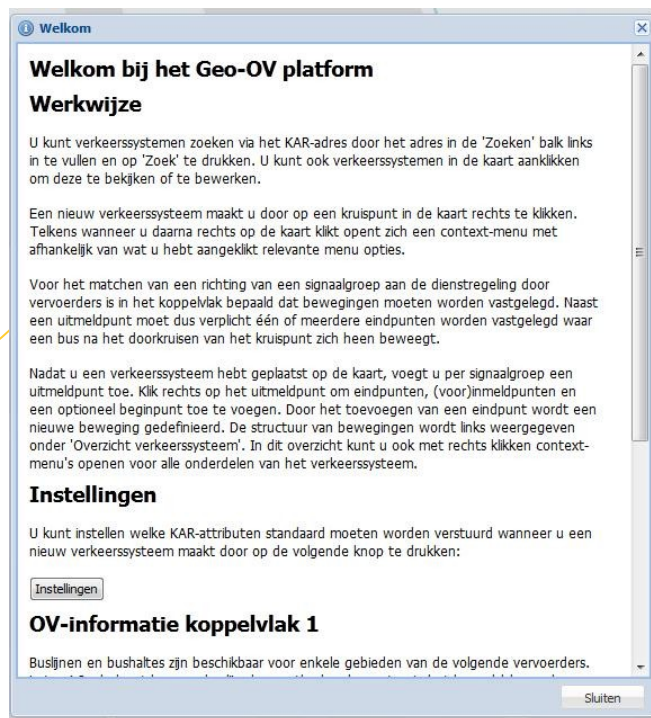 Welkom
Welkom bij het Geo-OV platform
Werkwijze
U kunt verkeerssystemen zoeken via het KAR-adres door het adres in de 'Zoeken' balk links
in te vullen en op 'Zoek' te drukken. U kunt ook verkeerssystemen in de kaart aanklikken
om deze te bekijken of te bewerken.
Een nieuw verkeerssysteem maakt u door op een kruispunt in de kaart rechts te klikken.
Telkens wanneer u daarna rechts op de kaart klikt opent zich een context-menu met
afhankelijk van wat u hebt aangeklikt relevante menu opties.
Voor het matchen van een richting van een signaalgroep aan de dienstregeling door
vervoerders is in het koppelvlak bepaald dat bewegingen moeten worden vastgelegd. Naast
een uitmeldpunt moet dus verplicht één of meerdere eindpunten worden vastgelegd waar
een bus na het doorkruisen van het kruispunt zich heen beweegt.
Nadat u een verkeerssysteem hebt geplaatst op de kaart, voegt u per signaalgroep een
uitmeldpunt toe. Klik rechts op het uitmeldpunt om eindpunten, (voor)inmeldpunten en
een optioneel beginpunt toe te voegen. Door het toevoegen van een eindpunt wordt een
nieuwe beweging gedefinieerd. De structuur van bewegingen wordt links weergegeven
onder 'Overzicht verkeerssysteem'. In dit overzicht kunt u ook met rechts klikken context-
menu's openen voor alle onderdelen van het verkeerssysteem.
Instellingen
U kunt instellen welke KAR-attributen standaard moeten worden verstuurd wanneer u een
nieuw verkeerssysteem maakt door op de volgende knop te drukken:
Instellingen
OV-informatie koppelvlak 1
Buslijnen en bushaltes zijn beschikbaar voor enkele gebieden van de volgende vervoerders.
Sluiten